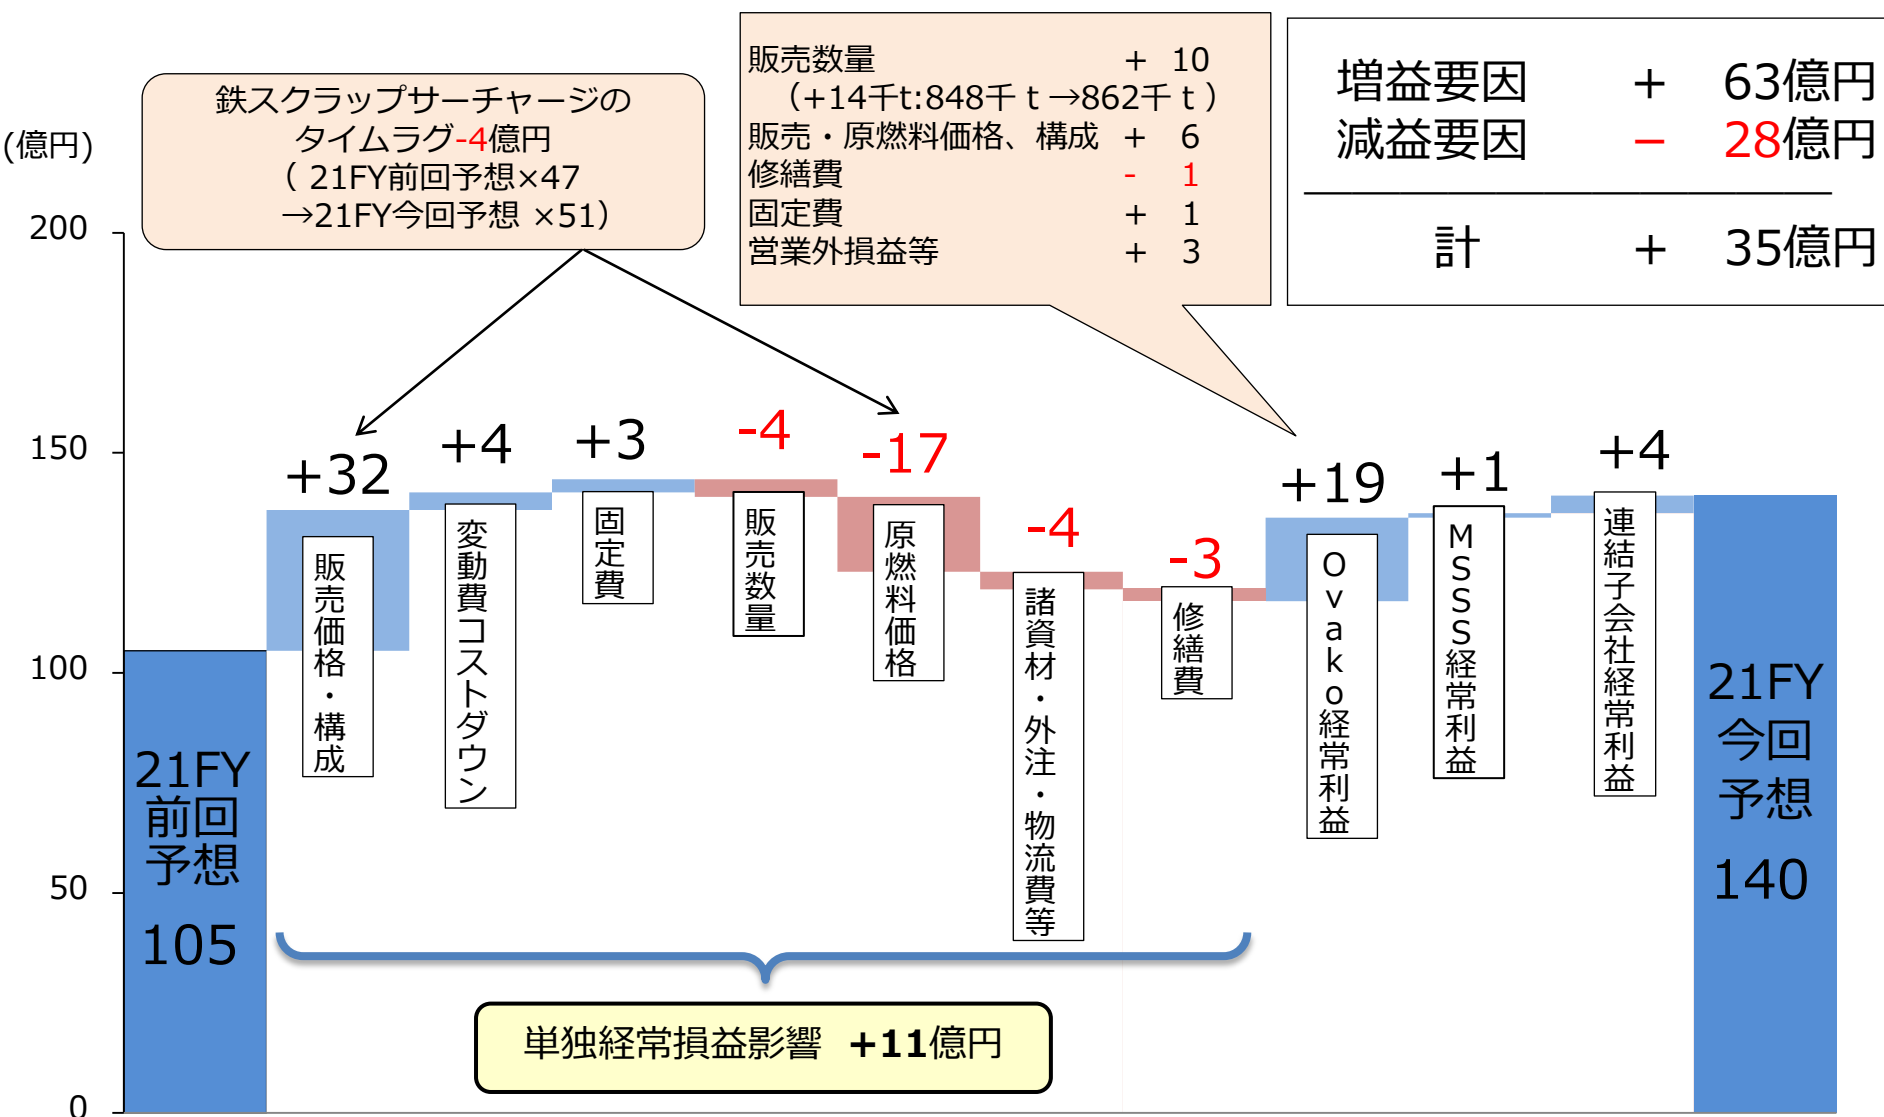 鉄スクラップサーチャージの
タイムラグ-4億円
( 21FY前回予想×47
→21FY今回予想 ×51)
販売数量 + 10
(+14千t:848千t→862千t)
販売・原燃料価格、構成 + 6
修繕費 - 1
固定費 + 1
営業外損益等 + 3
増益要因 + 63億円
減益要因 − 28億円
計 + 35億円
(億円)
200
150
100
50
0
+32
+4
+3
-4
-17
-4
-3
+19
+1
+4
21FY
前回
予想
105
販売価格・構成
変動費コストダウン
固定費
販売数量
原燃料価格
諸資材・外注・物流費等
修繕費
Ovako経常利益
MSSS経常利益
連結子会社経常利益
21FY
今回
予想
140
単独経常損益影響 +11億円